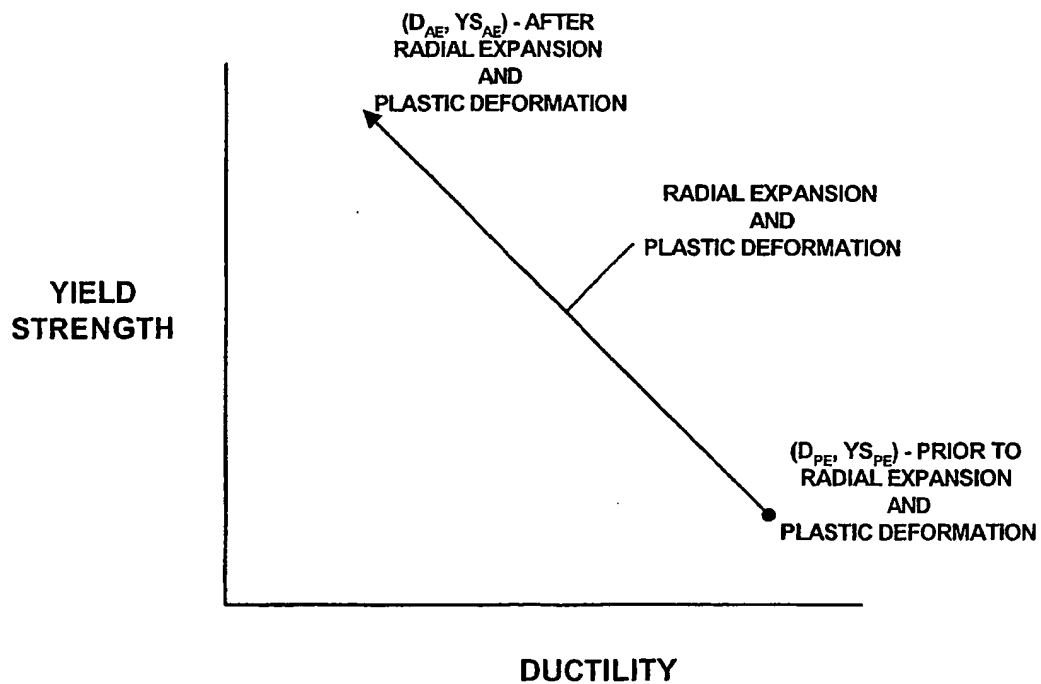 (D_AE, YS_AE) - AFTER
RADIAL EXPANSION
AND
PLASTIC DEFORMATION
RADIAL EXPANSION
AND
PLASTIC DEFORMATION
YIELD
STRENGTH
(D_PE, YS_PE) - PRIOR TO
RADIAL EXPANSION
AND
PLASTIC DEFORMATION
DUCTILITY